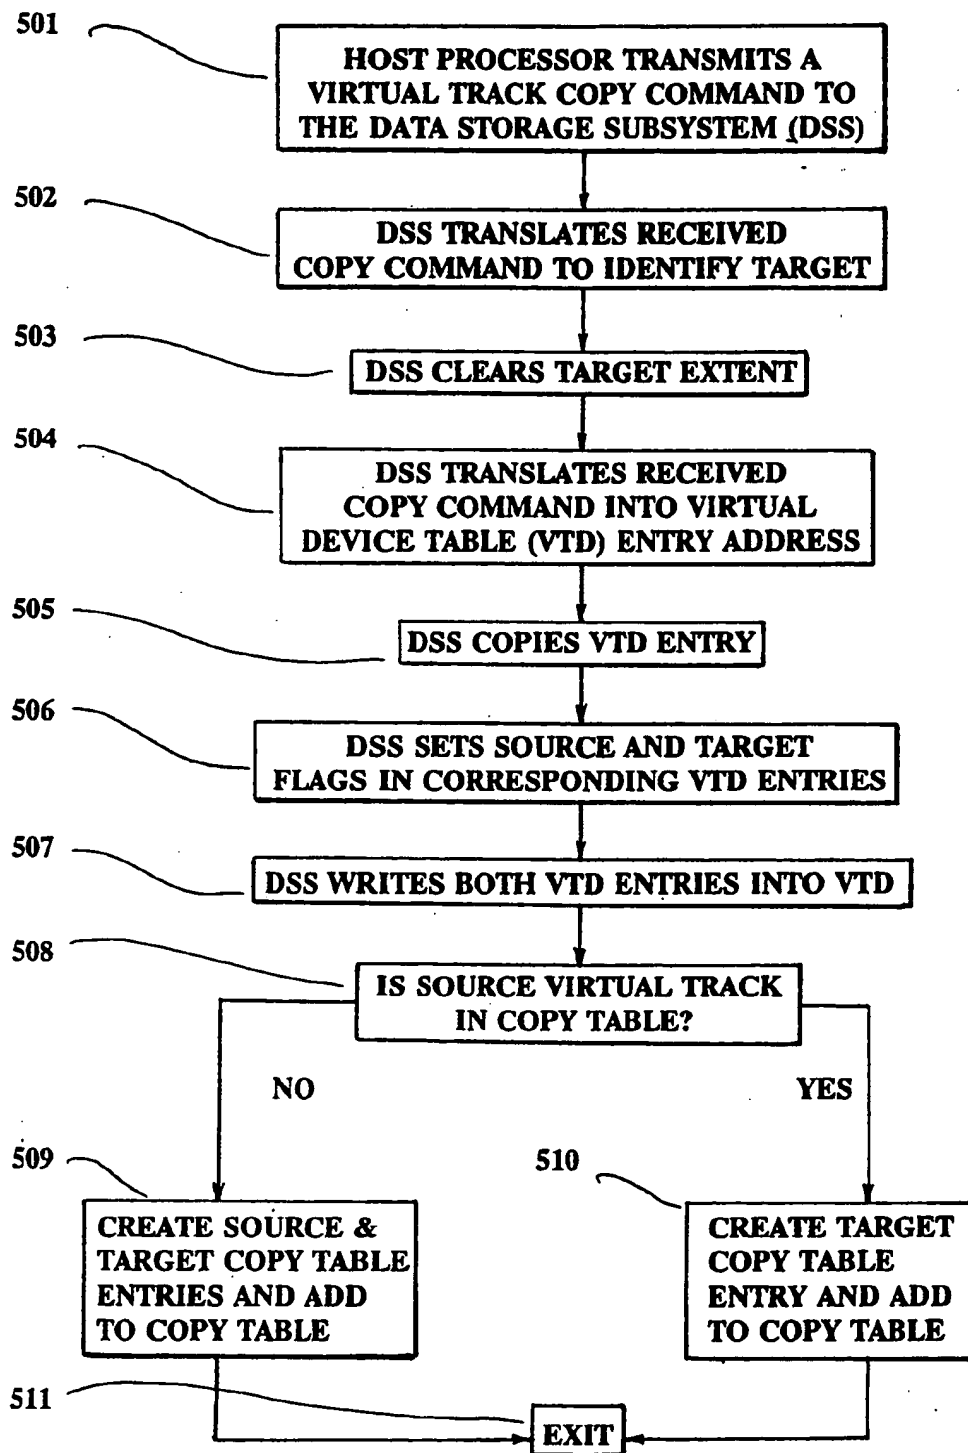 501
HOST PROCESSOR TRANSMITS A
VIRTUAL TRACK COPY COMMAND TO
THE DATA STORAGE SUBSYSTEM (DSS)
502
DSS TRANSLATES RECEIVED
COPY COMMAND TO IDENTIFY TARGET
503
DSS CLEARS TARGET EXTENT
504
DSS TRANSLATES RECEIVED
COPY COMMAND INTO VIRTUAL
DEVICE TABLE (VTD) ENTRY ADDRESS
505
DSS COPIES VTD ENTRY
506
DSS SETS SOURCE AND TARGET
FLAGS IN CORRESPONDING VTD ENTRIES
507
DSS WRITES BOTH VTD ENTRIES INTO VTD
508
IS SOURCE VIRTUAL TRACK
IN COPY TABLE?
NO
YES
509
CREATE SOURCE &
TARGET COPY TABLE
ENTRIES AND ADD
TO COPY TABLE
510
CREATE TARGET
COPY TABLE
ENTRY AND ADD
TO COPY TABLE
511
EXIT